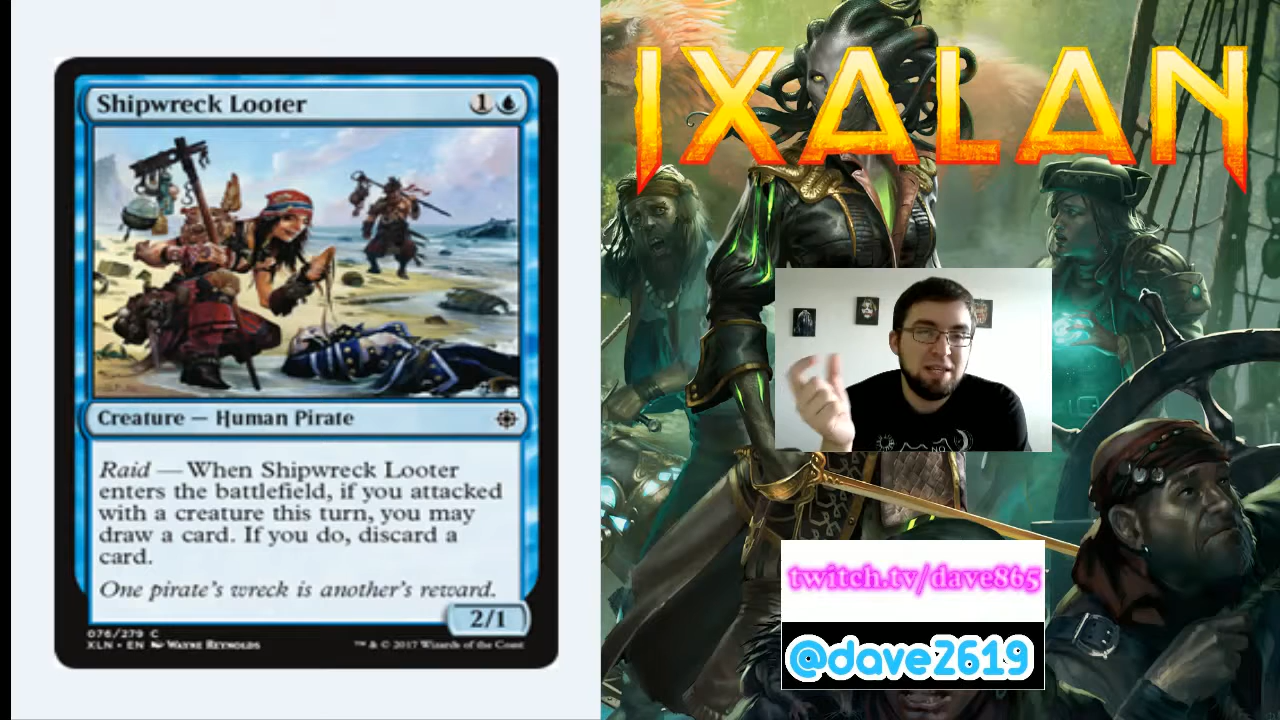 Shipwreck Looter
1
Creature — Human Pirate
Raid — When Shipwreck Looter
enters the battlefield, if you attacked
with a creature this turn, you may
draw a card. If you do, discard a
card.
One pirate's wreck is another's reward.
2/1
076/279 C
XLN • EN Wayne Reynolds
™ & © 2017 Wizards of the Coast
IXALAN
NO
twitch.tv/dave865
@dave2619